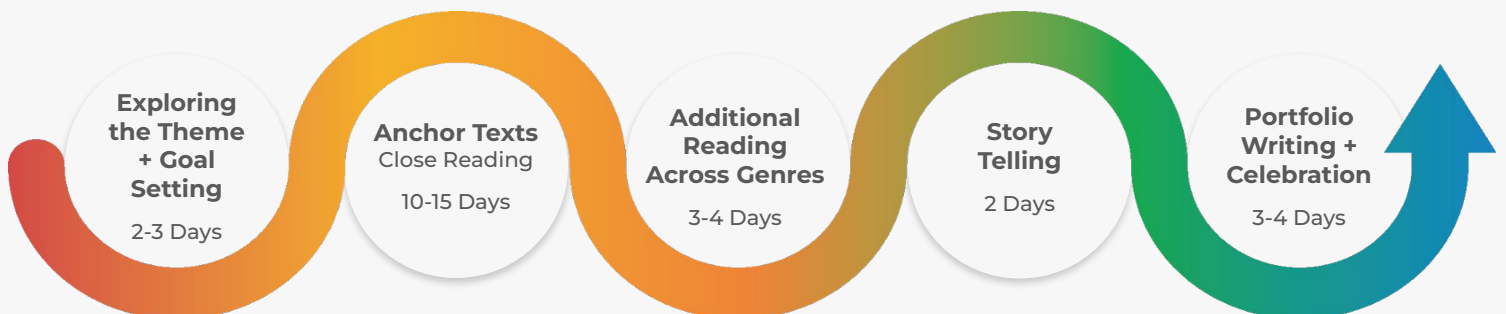 Exploring
the Theme
+ Goal
Setting
2-3 Days
Anchor Texts
Close Reading
10-15 Days
Additional
Reading
Across Genres
3-4 Days
Story
Telling
2 Days
Portfolio
Writing +
Celebration
3-4 Days